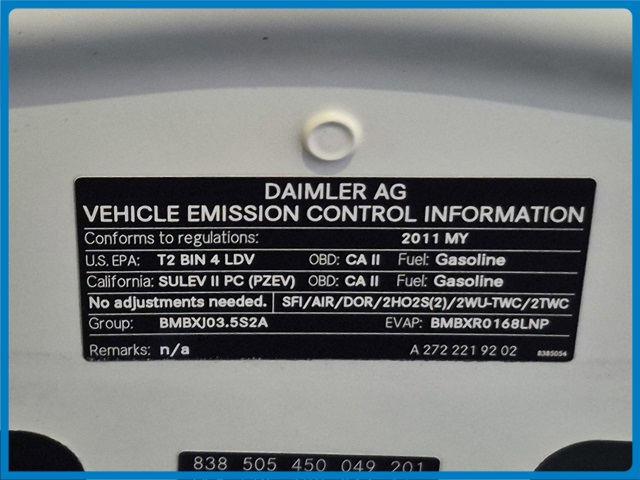 DAIMLER AG
VEHICLE EMISSION CONTROL INFORMATION
Conforms to regulations: 2011 MY
U.S. EPA: T2 BIN 4 LDV OBD: CA II Fuel: Gasoline
California: SULEV II PC (PZEV) OBD: CA II Fuel: Gasoline
No adjustments needed. SFI/AIR/DOR/2HO2S(2)/2WU-TWC/2TWC
Group: BMBXJ03.5S2A EVAP: BMBXR0168LNP
Remarks: n/a A 272 221 92 02 8385054
838 505 450 049 201